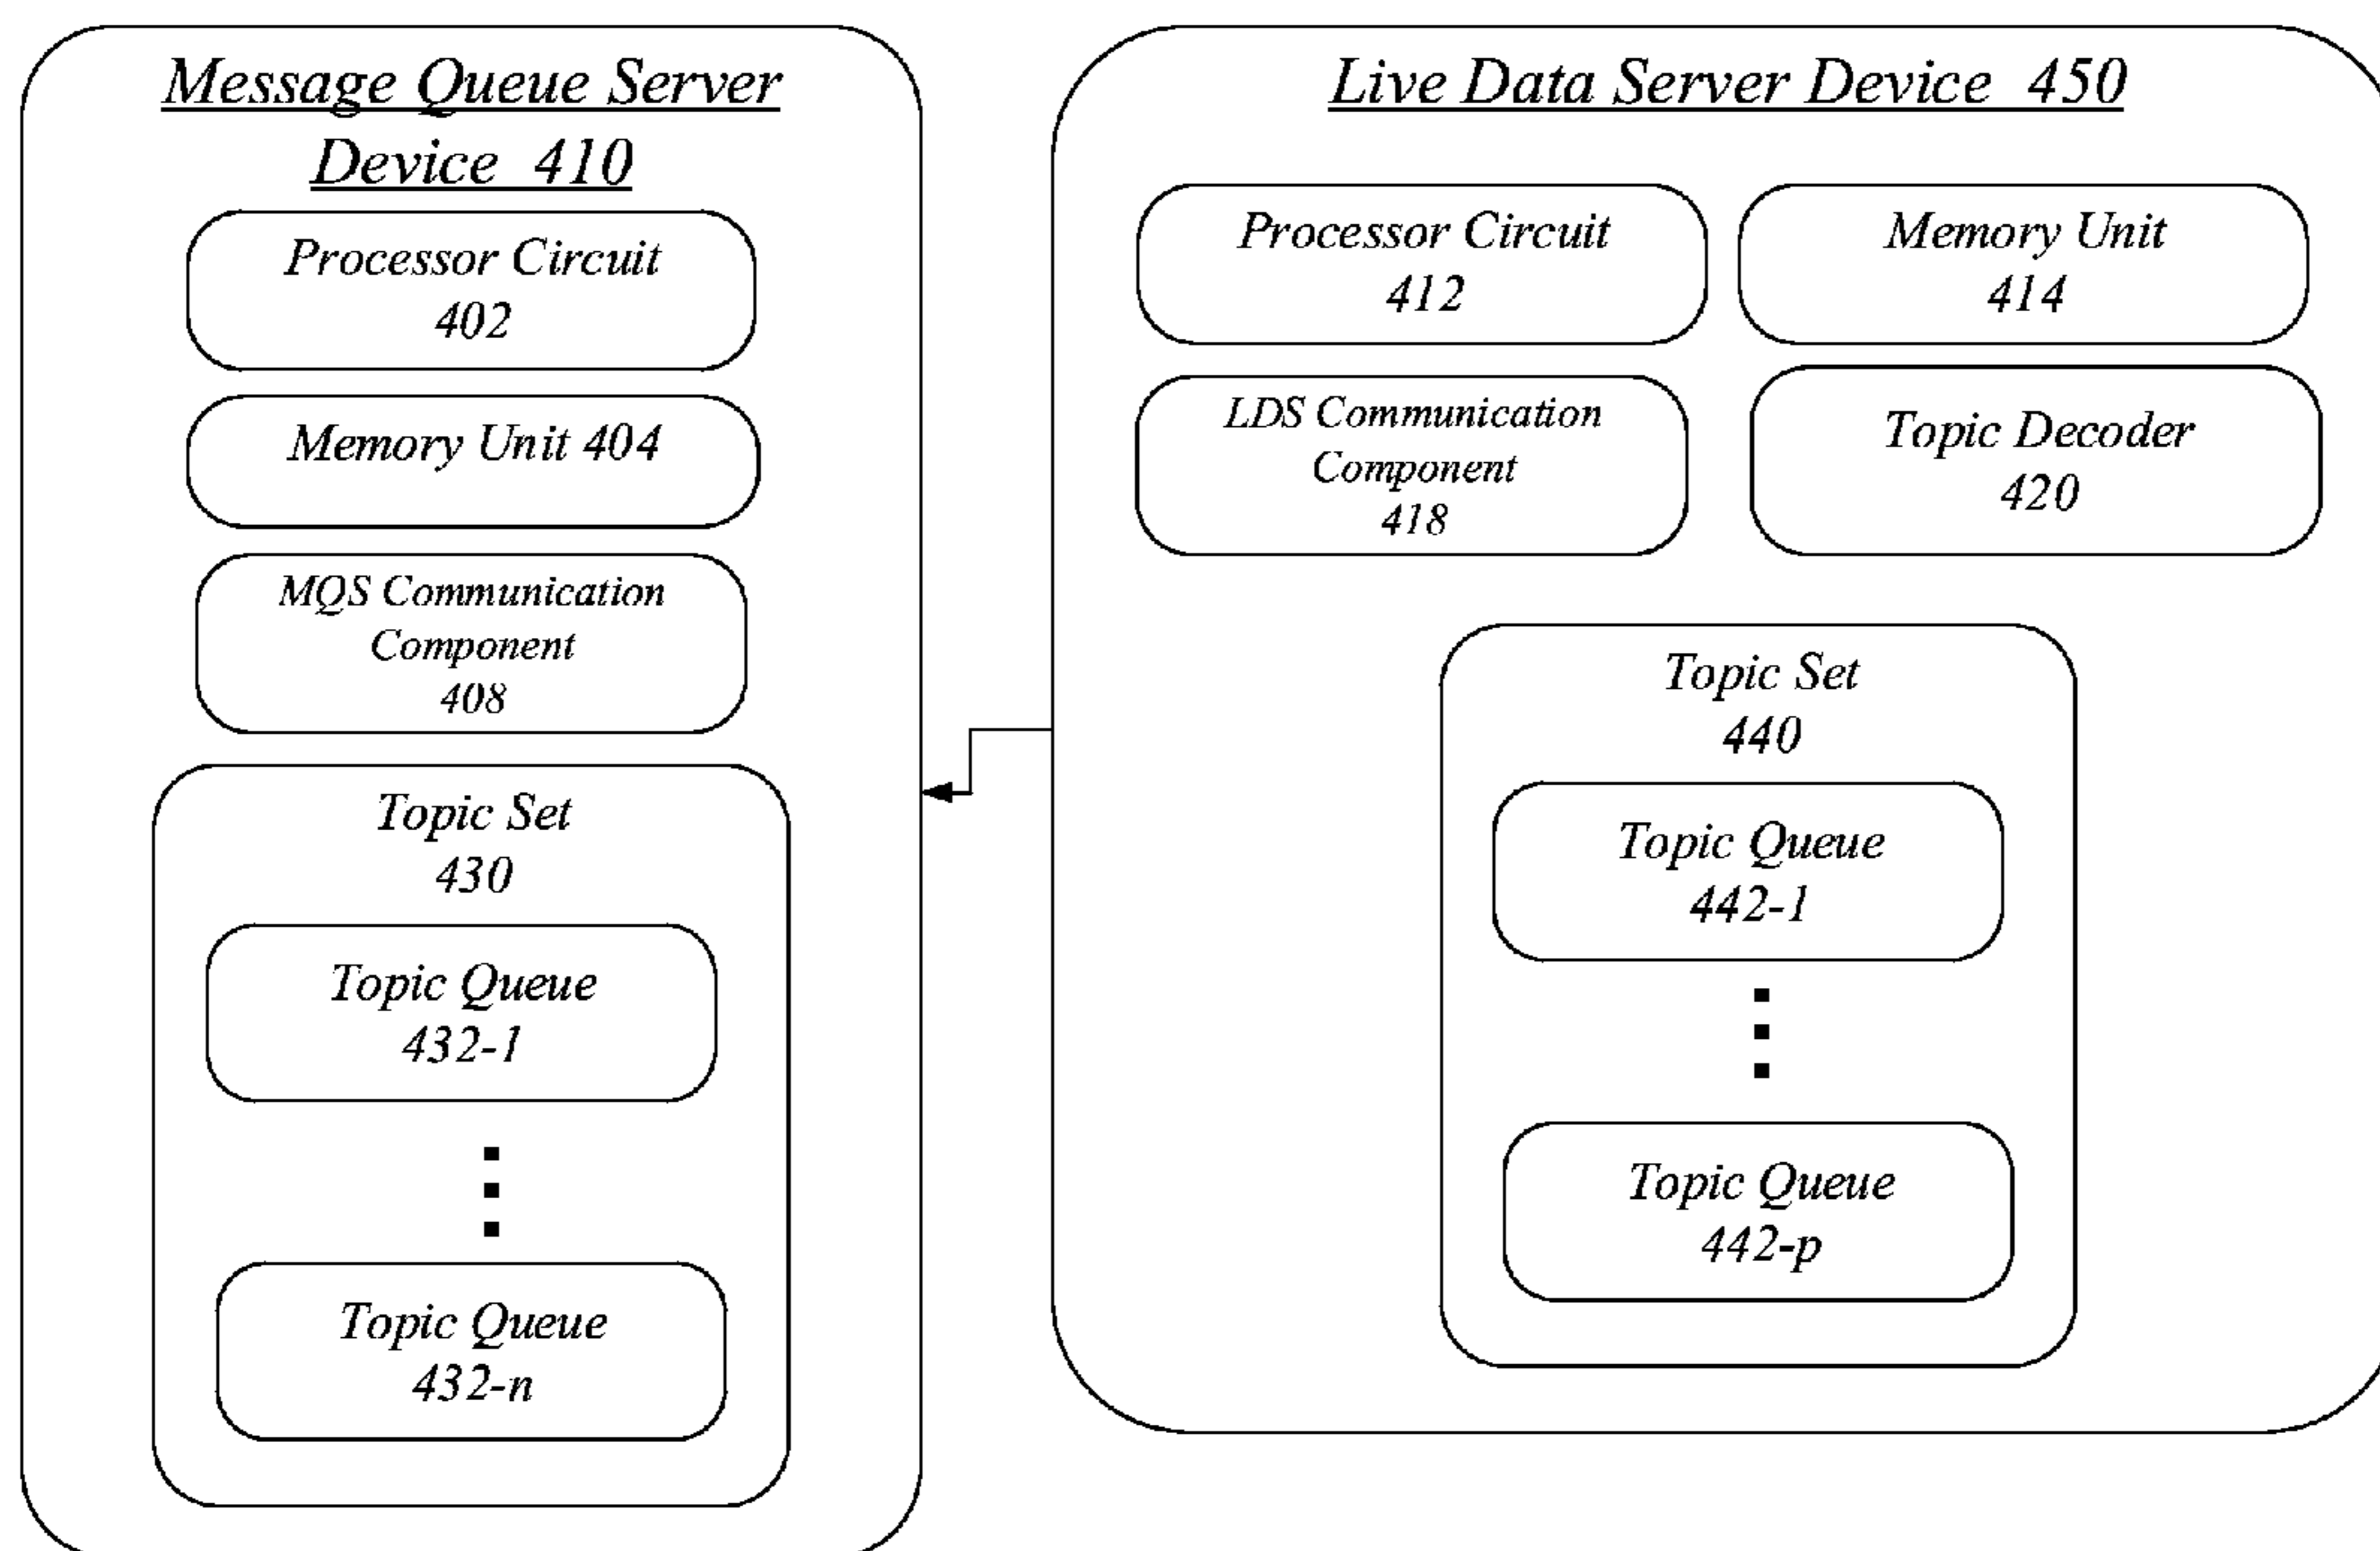 Message Queue Server
Device 410
Processor Circuit
402
Memory Unit 404
MQS Communication
Component
408
Topic Set
430
Topic Queue
432-1
Topic Queue
432-n
Live Data Server Device 450
Processor Circuit
412
Memory Unit
414
LDS Communication
Component
418
Topic Decoder
420
Topic Set
440
Topic Queue
442-1
Topic Queue
442-p